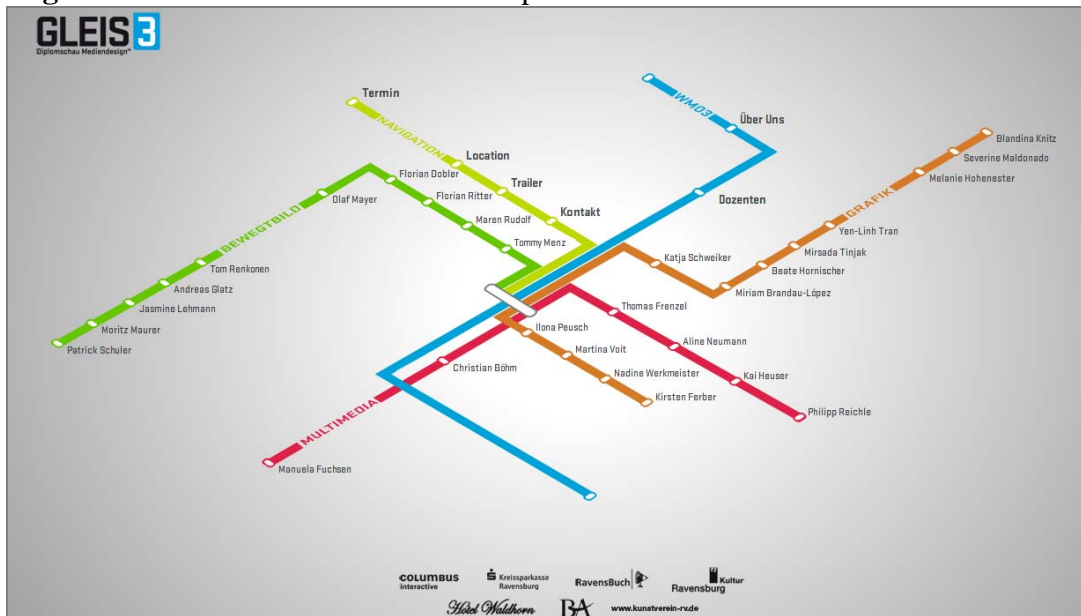 GLEIS 3
Diplomschau Mediendesign
Termin
NAVIGATION
Location
Trailer
Kontakt
WM03
Über Uns
Dozenten
Blandina Knitz
Severine Maldonado
Melanie Hohenester
GRAFIK
Yen-Linh Tran
Mirsada Tinjak
Beate Hornischer
Miriam Brandau-López
Katja Schweiker
Florian Dobler
Florian Ritter
Maren Rudolf
Tommy Menz
Olaf Mayer
BEWEGTBILD
Tom Renkonen
Andreas Glatz
Jasmine Lehmann
Moritz Maurer
Patrick Schuler
Thomas Frenzel
Aline Neumann
Kai Heuser
Philipp Reichle
Ilona Peusch
Martina Voit
Nadine Werkmeister
Kirsten Ferber
Christian Böhm
MULTIMEDIA
Manuela Fuchsen
COLUMBUS
interactive
Kreissparkasse
Ravensburg
RavensBuch
Kultur
Ravensburg
Hotel Waldhorn
BA
www.kunstverein-rv.de